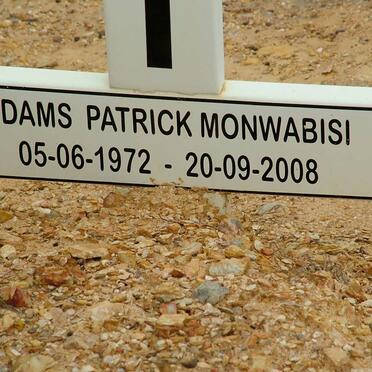 DAMS PATRICK MONWABISI
05-06-1972 - 20-09-2008